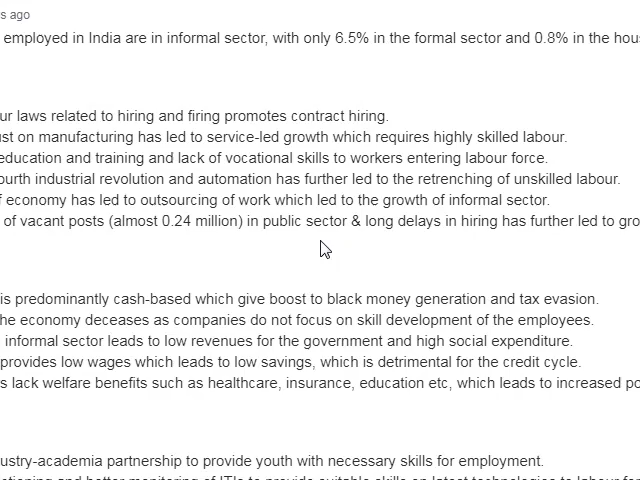 s ago
employed in India are in informal sector, with only 6.5% in the formal sector and 0.8% in the hou
ur laws related to hiring and firing promotes contract hiring.
ust on manufacturing has led to service-led growth which requires highly skilled labour.
education and training and lack of vocational skills to workers entering labour force.
ourth industrial revolution and automation has further led to the retrenching of unskilled labour.
f economy has led to outsourcing of work which led to the growth of informal sector.
of vacant posts (almost 0.24 million) in public sector & long delays in hiring has further led to gro
is predominantly cash-based which give boost to black money generation and tax evasion.
he economy deceases as companies do not focus on skill development of the employees.
informal sector leads to low revenues for the government and high social expenditure.
provides low wages which leads to low savings, which is detrimental for the credit cycle.
s lack welfare benefits such as healthcare, insurance, education etc, which leads to increased po
ustry-academia partnership to provide youth with necessary skills for employment.